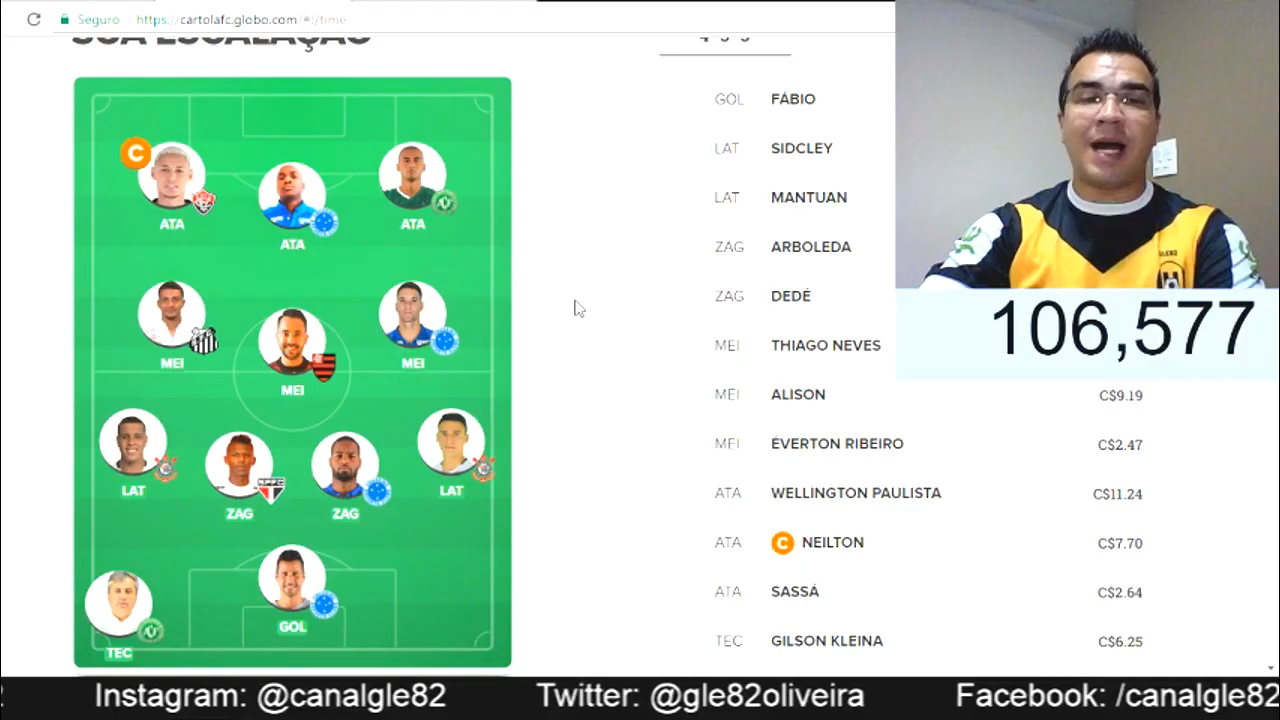 Seguro https://cartolafc.globo.com/#!/time
SUA ESCALAÇÃO
C
ATA
ATA
ATA
MEI
MEI
MEI
LAT
ZAG
ZAG
LAT
TEC
GOL
GOL FÁBIO
LAT SIDCLEY
LAT MANTUAN
ZAG ARBOLEDA
ZAG DEDÉ
MEI THIAGO NEVES
MEI ALISON C$9.19
MEI ÉVERTON RIBEIRO C$2.47
ATA WELLINGTON PAULISTA C$11.24
ATA C NEILTON C$7.70
ATA SASSÁ C$2.64
TEC GILSON KLEINA C$6.25
106,577
Instagram: @canalgle82 Twitter: @gle82oliveira Facebook: /canalgle82